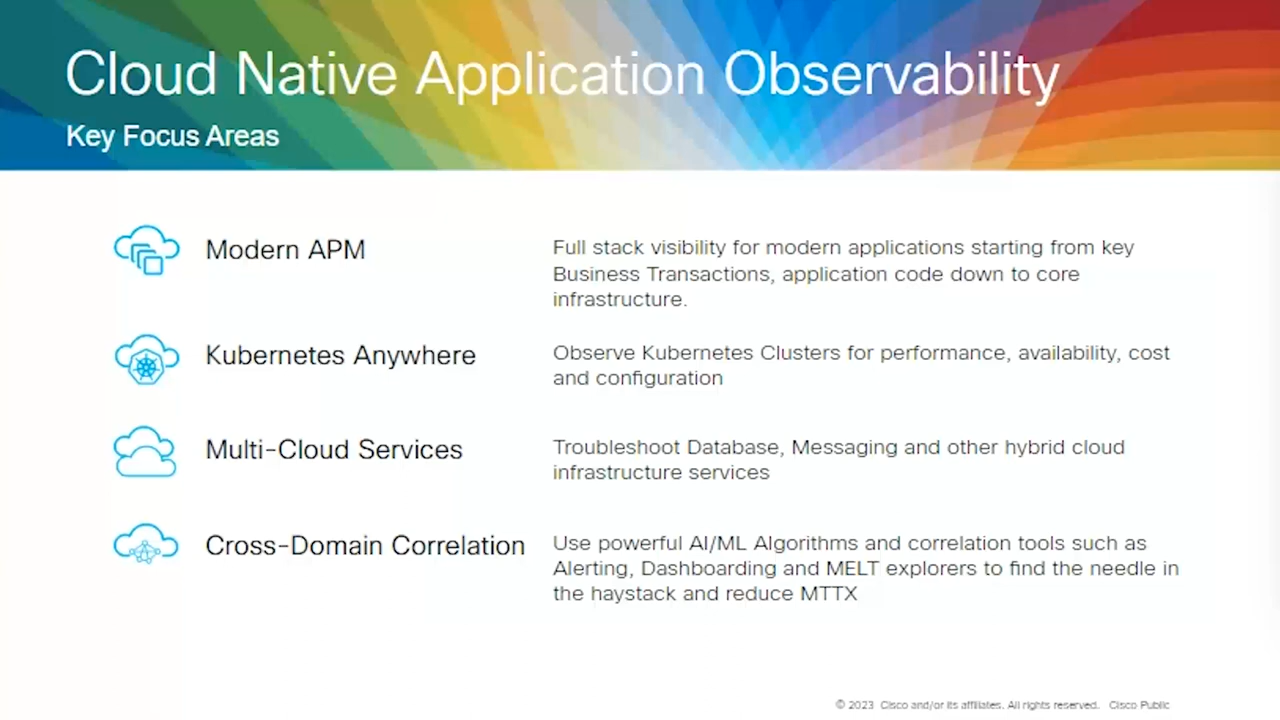 Cloud Native Application Observability
Key Focus Areas
Modern APM
Full stack visibility for modern applications starting from key
Business Transactions, application code down to core
infrastructure.
Kubernetes Anywhere
Observe Kubernetes Clusters for performance, availability, cost
and configuration
Multi-Cloud Services
Troubleshoot Database, Messaging and other hybrid cloud
infrastructure services
Cross-Domain Correlation
Use powerful AI/ML Algorithms and correlation tools such as
Alerting, Dashboarding and MELT explorers to find the needle in
the haystack and reduce MTTX
© 2023 Cisco and/or its affiliates. All rights reserved. Cisco Public